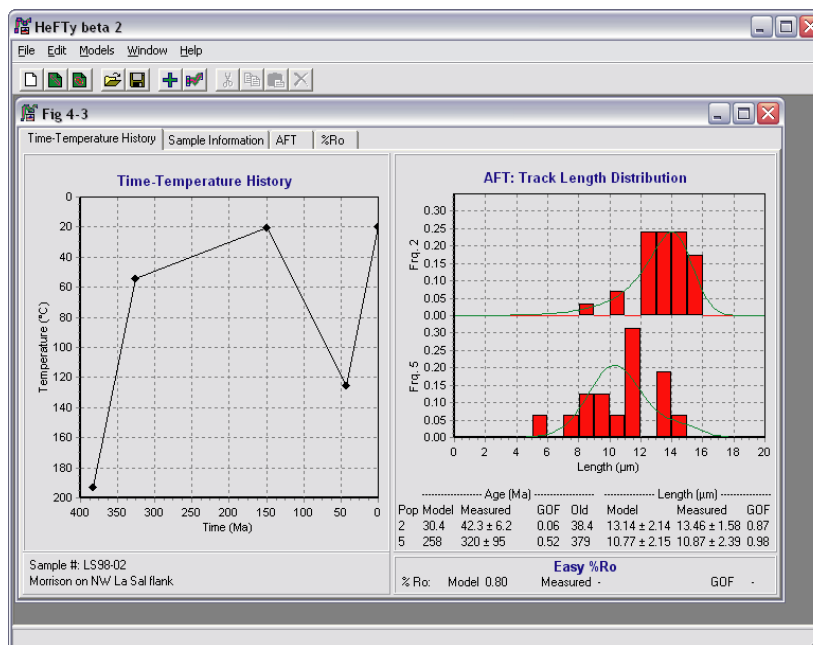 HeFTy beta 2
File Edit Models Window Help
Fig 4-3
Time-Temperature History Sample Information AFT %Ro
Time-Temperature History
0
20
40
60
80
100
120
140
160
180
200
Temperature (°C)
400 350 300 250 200 150 100 50 0
Time (Ma)
Sample #: LS98-02
Morrison on NW La Sal flank
AFT: Track Length Distribution
0.30
0.25
0.20
0.15
0.10
0.05
0.00
Frq. 2
0.30
0.25
0.20
0.15
0.10
0.05
0.00
Frq. 5
0 2 4 6 8 10 12 14 16 18 20
Length (µm)
Age (Ma) Length (µm)
Pop Model Measured GOF Old Model Measured GOF
2 30.4 42.3 ± 6.2 0.06 38.4 13.14 ± 2.14 13.46 ± 1.58 0.87
5 258 320 ± 95 0.52 379 10.77 ± 2.15 10.87 ± 2.39 0.98
Easy %Ro
% Ro: Model 0.80 Measured - GOF -